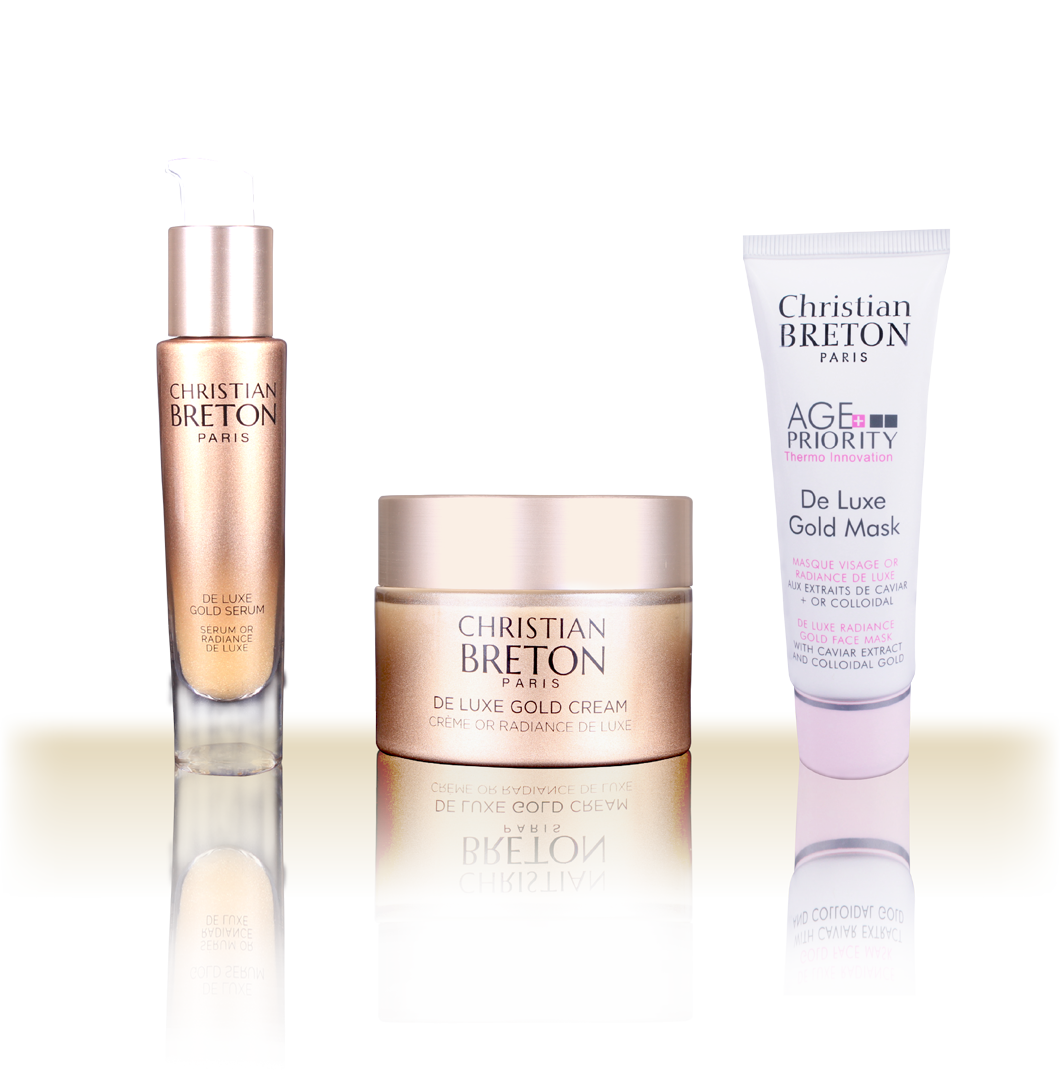 CHRISTIAN
BRETON
PARIS
DE LUXE
GOLD SERUM
SERUM OR
RADIANCE
DE LUXE
CHRISTIAN
BRETON
PARIS
DE LUXE GOLD CREAM
CRÈME OR RADIANCE DE LUXE
Christian
BRETON
PARIS
AGE+
PRIORITY
Thermo Innovation
De Luxe
Gold Mask
MASQUE VISAGE OR
RADIANCE DE LUXE
AUX EXTRAITS DE CAVIAR
+ OR COLLOIDAL
DE LUXE RADIANCE
GOLD FACE MASK
WITH CAVIAR EXTRACT
AND COLLOIDAL GOLD